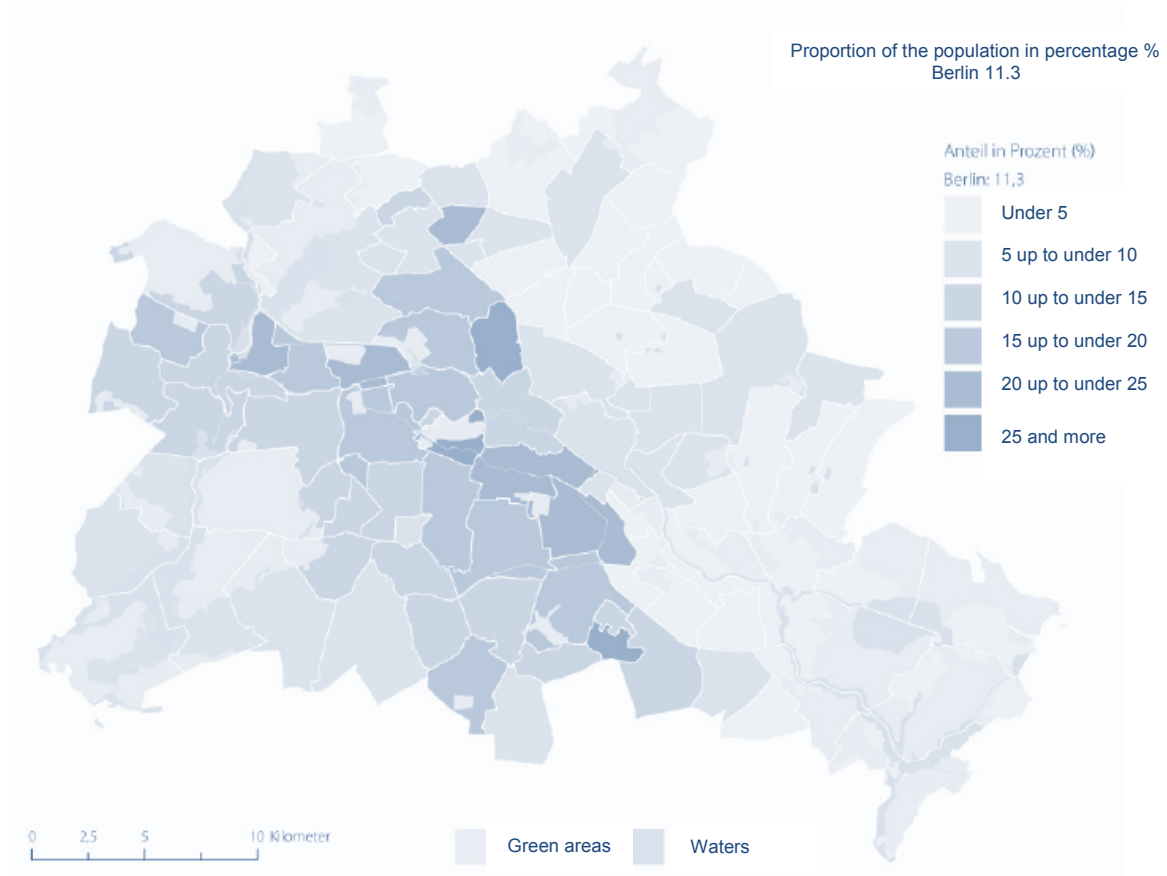 Proportion of the population in percentage %
Berlin 11.3
Anteil in Prozent (%)
Berlin: 11,3
Under 5
5 up to under 10
10 up to under 15
15 up to under 20
20 up to under 25
25 and more
0 2,5 5 10 Kilometer
Green areas
Waters